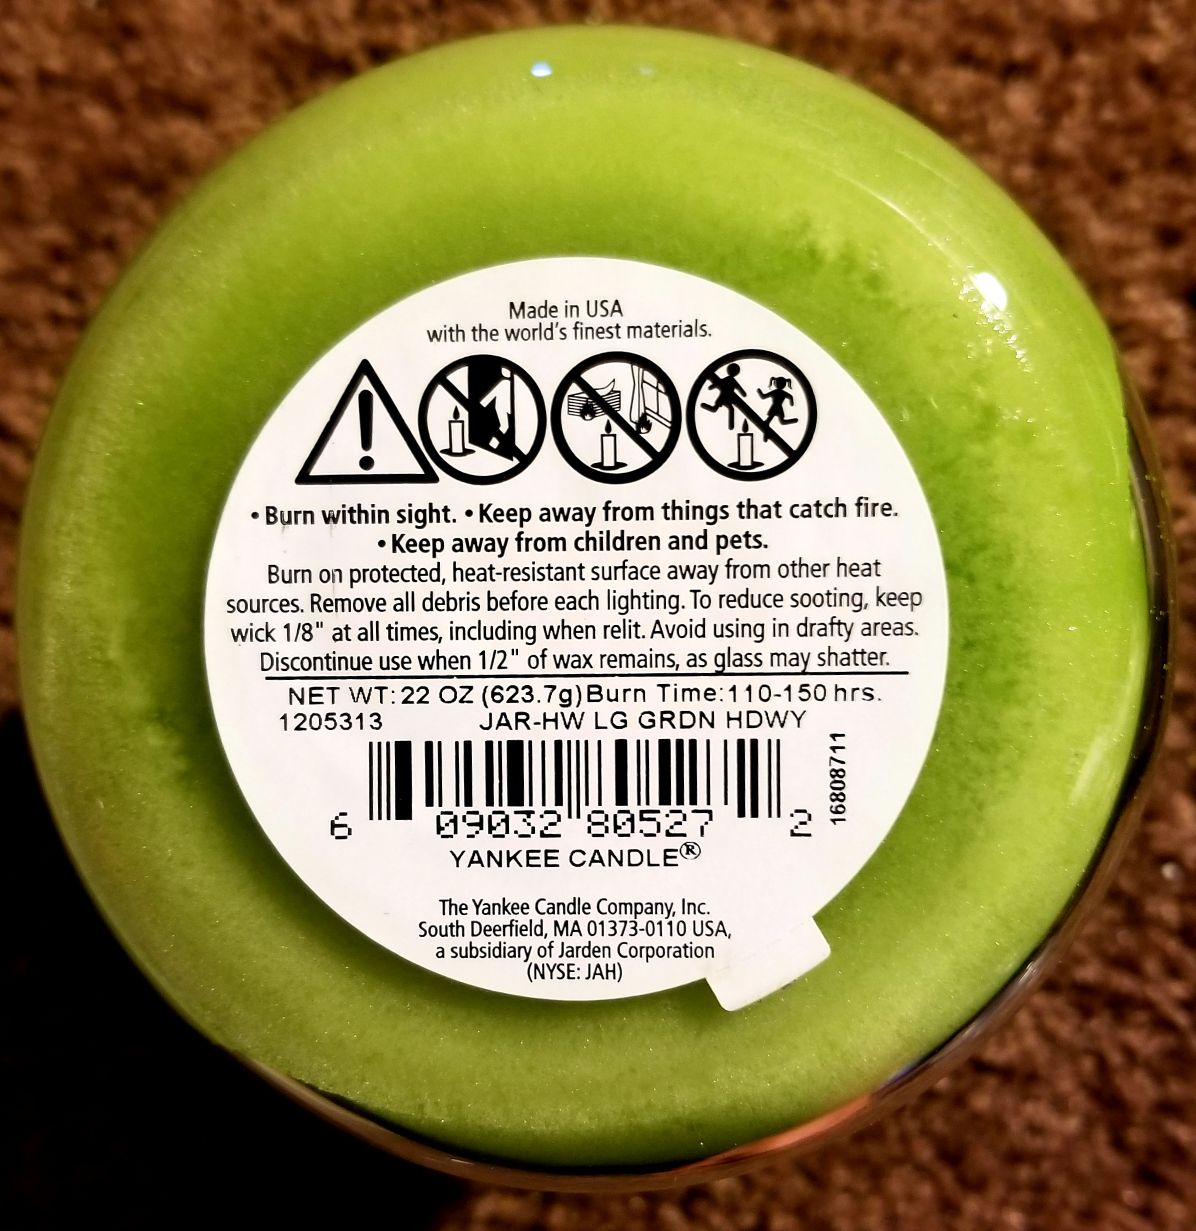 Made in USA
with the world's finest materials.
• Burn within sight. • Keep away from things that catch fire.
• Keep away from children and pets.
Burn on protected, heat-resistant surface away from other heat
sources. Remove all debris before each lighting. To reduce sooting, keep
wick 1/8" at all times, including when relit. Avoid using in drafty areas.
Discontinue use when 1/2" of wax remains, as glass may shatter.
NET WT: 22 OZ (623.7g) Burn Time: 110-150 hrs.
1205313 JAR-HW LG GRDN HDWY
16808711
6 09032 80527 2
YANKEE CANDLE®
The Yankee Candle Company, Inc.
South Deerfield, MA 01373-0110 USA,
a subsidiary of Jarden Corporation
(NYSE: JAH)